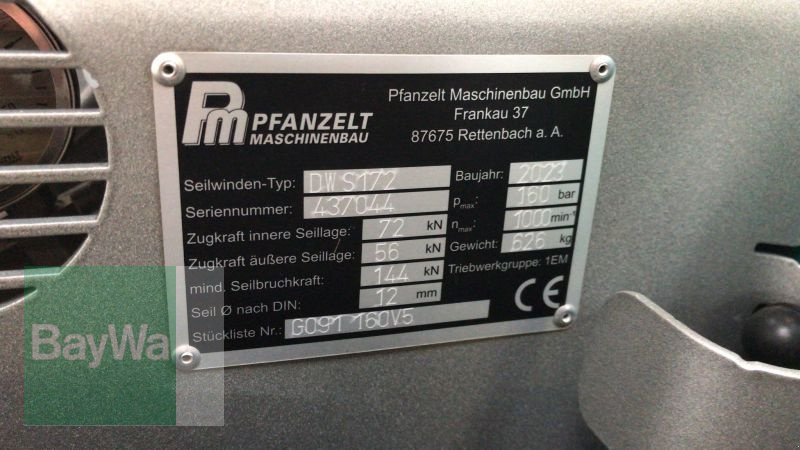 Pm PFANZELT
MASCHINENBAU
Pfanzelt Maschinenbau GmbH
Frankau 37
87675 Rettenbach a. A.
Seilwinden-Typ: DWS172
Baujahr: 2023
Seriennummer: 437044
pmax: 160 bar
Zugkraft innere Seillage: 72 kN
nmax: 1000 min⁻¹
Zugkraft äußere Seillage: 56 kN
Gewicht: 626 kg
mind. Seilbruchkraft: 144 kN
Triebwerkgruppe: 1EM
Seil Ø nach DIN: 12 mm
Stückliste Nr.: G091 160V5
CE
BayWa